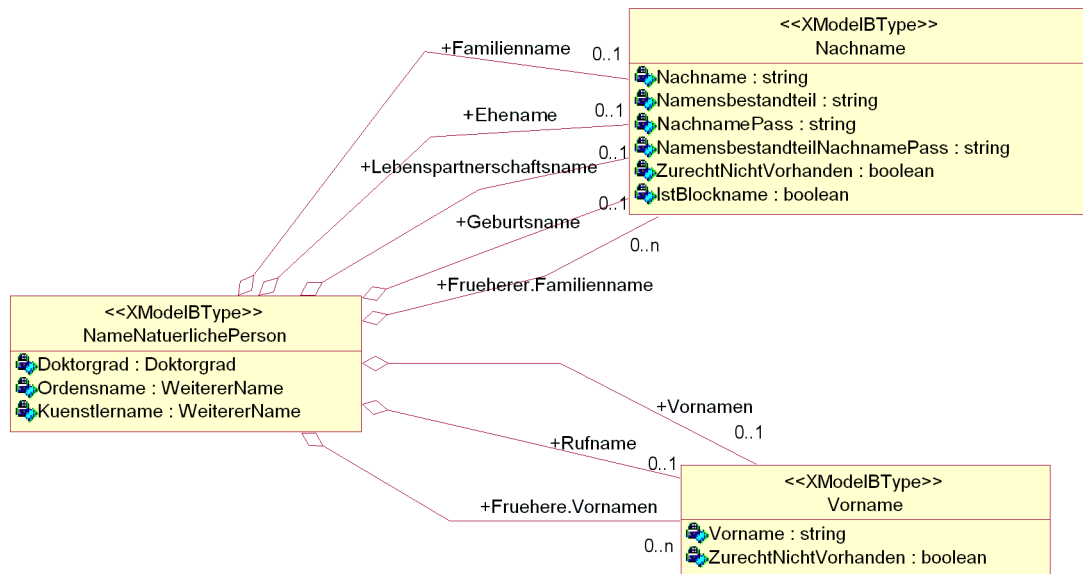 <<XModelBType>>
Nachname
Nachname : string
Namensbestandteil : string
NachnamePass : string
NamensbestandteilNachnamePass : string
ZurechtNichtVorhanden : boolean
IstBlockname : boolean
+Familienname
0..1
+Ehename
0..1
+Lebenspartnerschaftsname
0..1
+Geburtsname
0..1
+Frueherer.Familienname
0..n
<<XModelBType>>
NameNatuerlichePerson
Doktorgrad : Doktorgrad
Ordensname : WeitererName
Kuenstlername : WeitererName
+Vornamen
0..1
+Rufname
0..1
+Fruehere.Vornamen
0..n
<<XModelBType>>
Vorname
Vorname : string
ZurechtNichtVorhanden : boolean